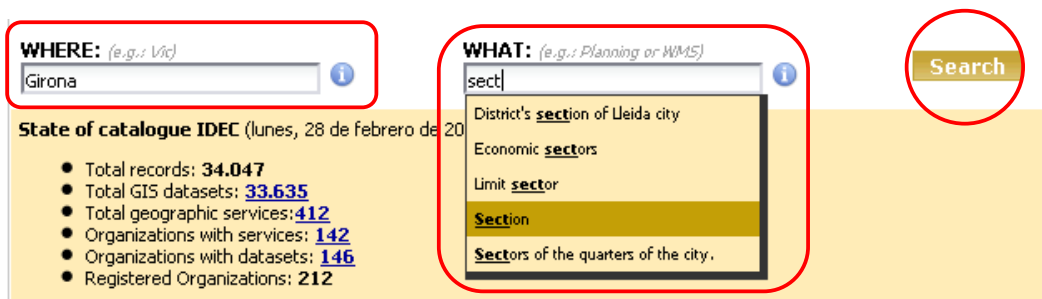 WHERE: (e.g.: Vic)
Girona
WHAT: (e.g.: Planning or WMS)
sect
Search
District's section of Lleida city
Economic sectors
Limit sector
Section
Sectors of the quarters of the city.
State of catalogue IDEC (lunes, 28 de febrero de 20
Total records: 34.047
Total GIS datasets: 33.635
Total geographic services:412
Organizations with services: 142
Organizations with datasets: 146
Registered Organizations: 212